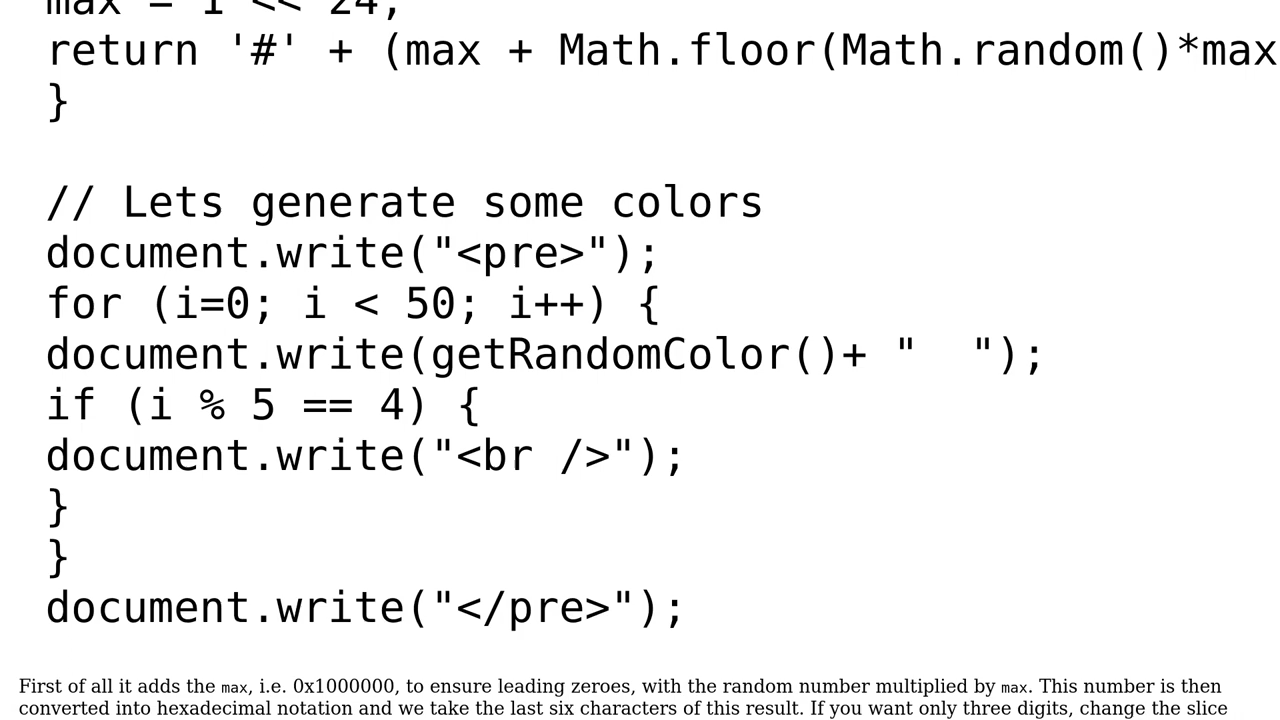 max = 1 << 24;
return '#' + (max + Math.floor(Math.random()*max
}
// Lets generate some colors
document.write("<pre>");
for (i=0; i < 50; i++) {
document.write(getRandomColor()+ "  ");
if (i % 5 == 4) {
document.write("<br />");
}
}
document.write("</pre>");
First of all it adds the max, i.e. 0x1000000, to ensure leading zeroes, with the random number multiplied by max. This number is then
converted into hexadecimal notation and we take the last six characters of this result. If you want only three digits, change the slice